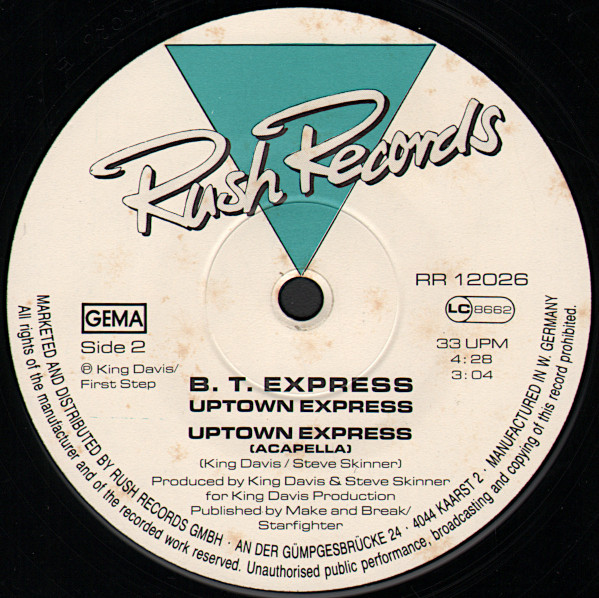 Rush Records
RR 12026
GEMA
LC 8662
Side 2
33 UPM
4:28
3:04
℗ King Davis/
First Step
B. T. EXPRESS
UPTOWN EXPRESS
UPTOWN EXPRESS
(ACAPELLA)
(King Davis / Steve Skinner)
Produced by King Davis & Steve Skinner
for King Davis Production
Published by Make and Break/
Starfighter
MARKETED AND DISTRIBUTED BY RUSH RECORDS GMBH · AN DER GÜMPGESBRÜCKE 24 · 4044 KAARST 2 · MANUFACTURED IN W. GERMANY
All rights of the manufacturer and of the recorded work reserved. Unauthorised public performance, broadcasting and copying of this record prohibited.